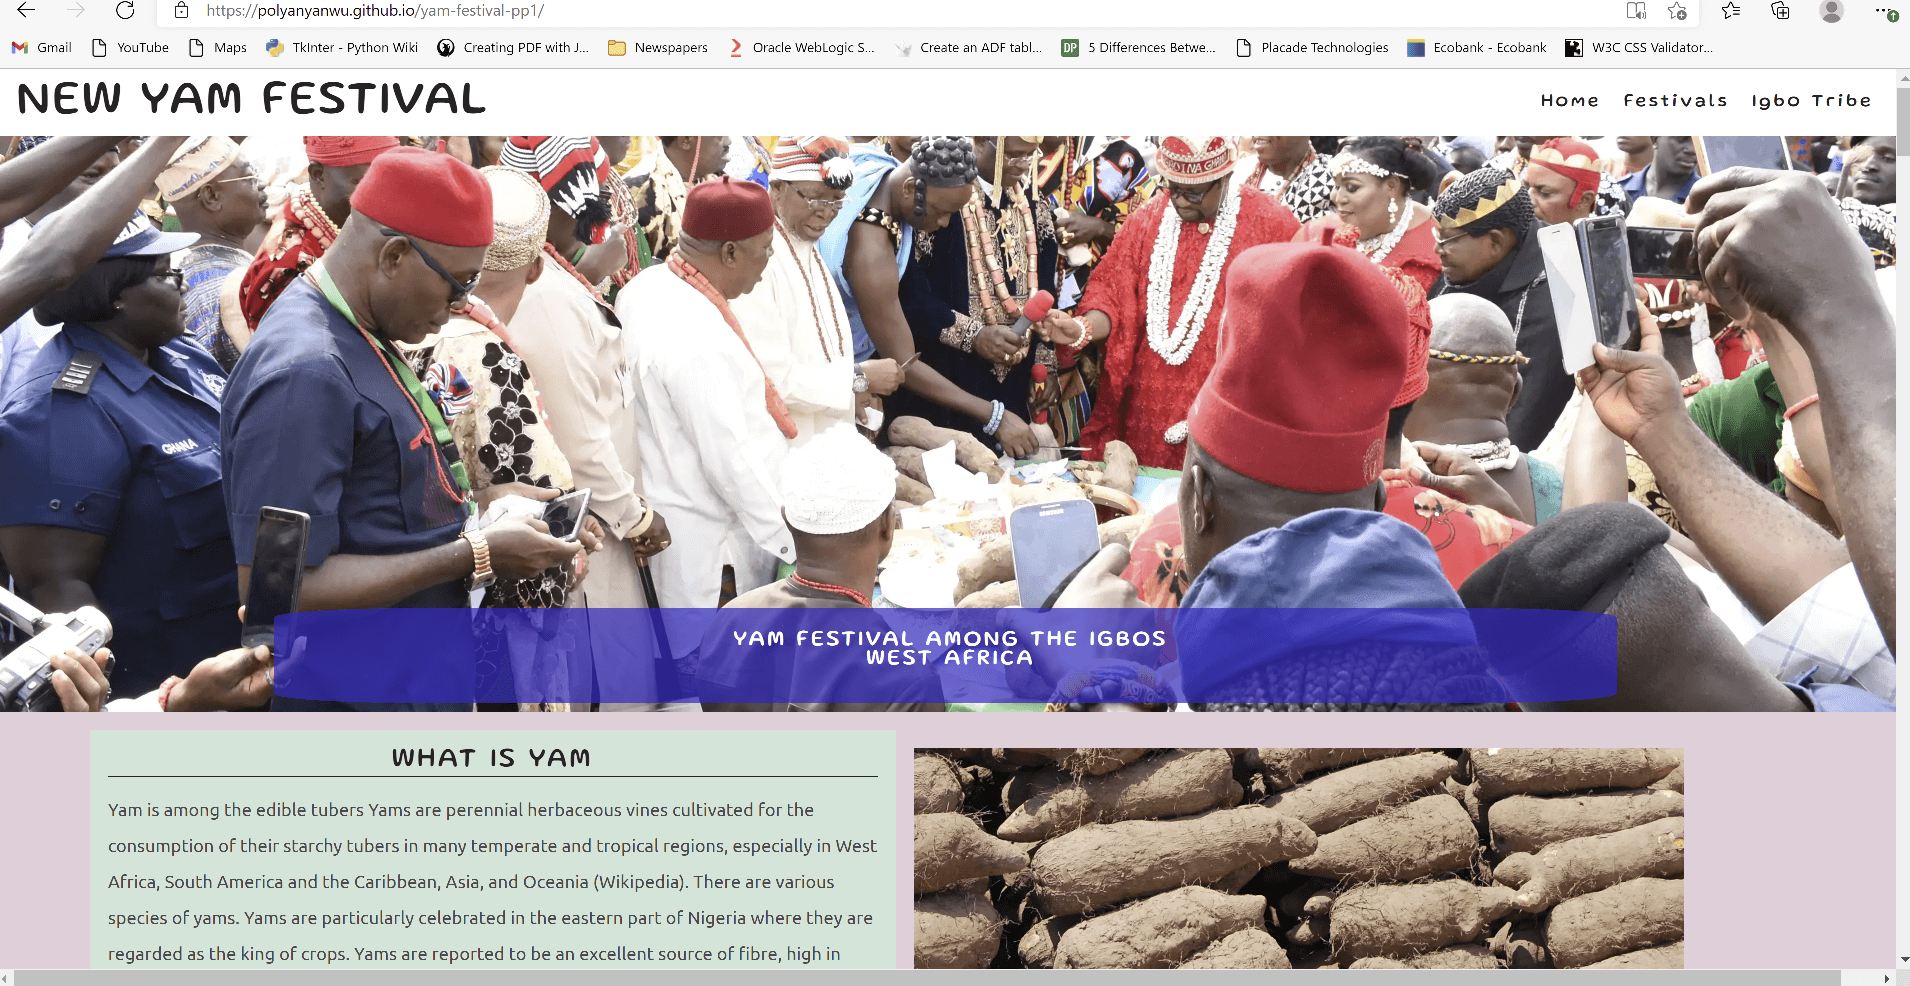 https://polyanyanwu.github.io/yam-festival-pp1/
Gmail YouTube Maps TkInter - Python Wiki Creating PDF with J... Newspapers Oracle WebLogic S... Create an ADF tabl... DP 5 Differences Betwe... Placade Technologies Ecobank - Ecobank W3C CSS Validator...
NEW YAM FESTIVAL
Home Festivals Igbo Tribe
GHANA
SAMSUNG
YAM FESTIVAL AMONG THE IGBOS
WEST AFRICA
WHAT IS YAM
Yam is among the edible tubers Yams are perennial herbaceous vines cultivated for the
consumption of their starchy tubers in many temperate and tropical regions, especially in West
Africa, South America and the Caribbean, Asia, and Oceania (Wikipedia). There are various
species of yams. Yams are particularly celebrated in the eastern part of Nigeria where they are
regarded as the king of crops. Yams are reported to be an excellent source of fibre, high in